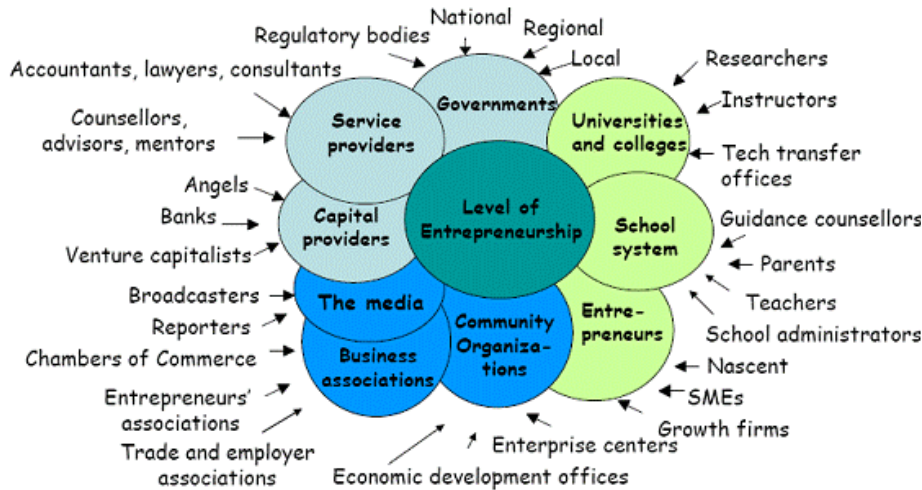 National
Regional
Regulatory bodies
Local
Researchers
Accountants, lawyers, consultants
Governments
Instructors
Counsellors,
advisors, mentors
Service
providers
Universities
and colleges
Tech transfer
offices
Angels
Banks
Venture capitalists
Capital
providers
Level of
Entrepreneurship
School
system
Guidance counsellors
Parents
Teachers
School administrators
Broadcasters
Reporters
Chambers of Commerce
The media
Entre-
preneurs
Community
Organiza-
tions
Business
associations
Nascent
SMEs
Growth firms
Entrepreneurs'
associations
Trade and employer
associations
Enterprise centers
Economic development offices